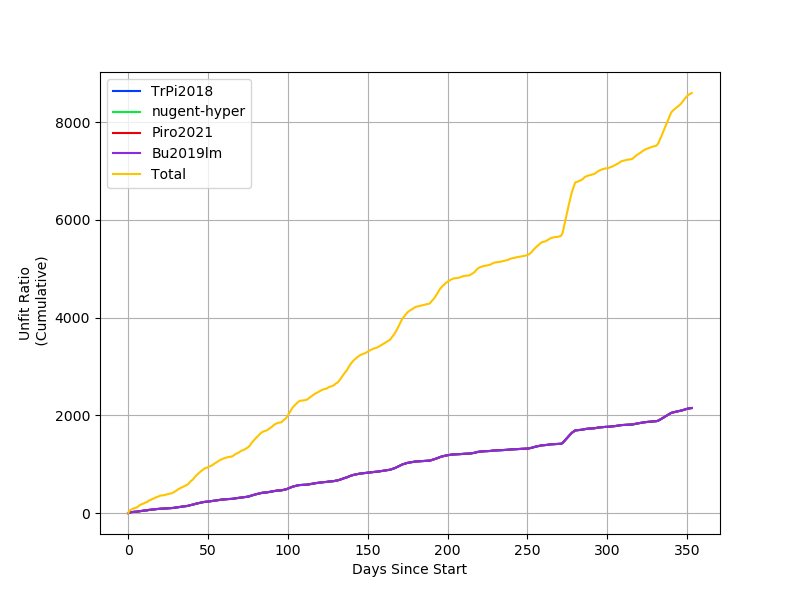 TrPi2018
nugent-hyper
Piro2021
Bu2019lm
Total
8000
6000
4000
2000
0
Unfit Ratio
(Cumulative)
0 50 100 150 200 250 300 350
Days Since Start